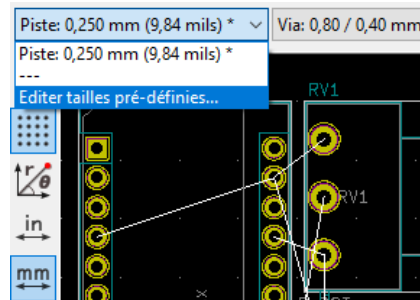 Piste: 0,250 mm (9,84 mils) *
Via: 0,80 / 0,40 mm
Piste: 0,250 mm (9,84 mils) *
---
Editer tailles pré-définies...
RV1
r
θ
RV1
in
mm
X